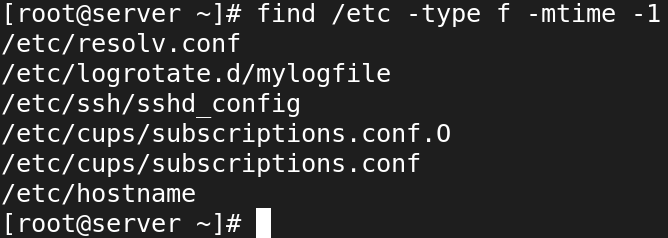 [root@server ~]# find /etc -type f -mtime -1
/etc/resolv.conf
/etc/logrotate.d/mylogfile
/etc/ssh/sshd_config
/etc/cups/subscriptions.conf.O
/etc/cups/subscriptions.conf
/etc/hostname
[root@server ~]#